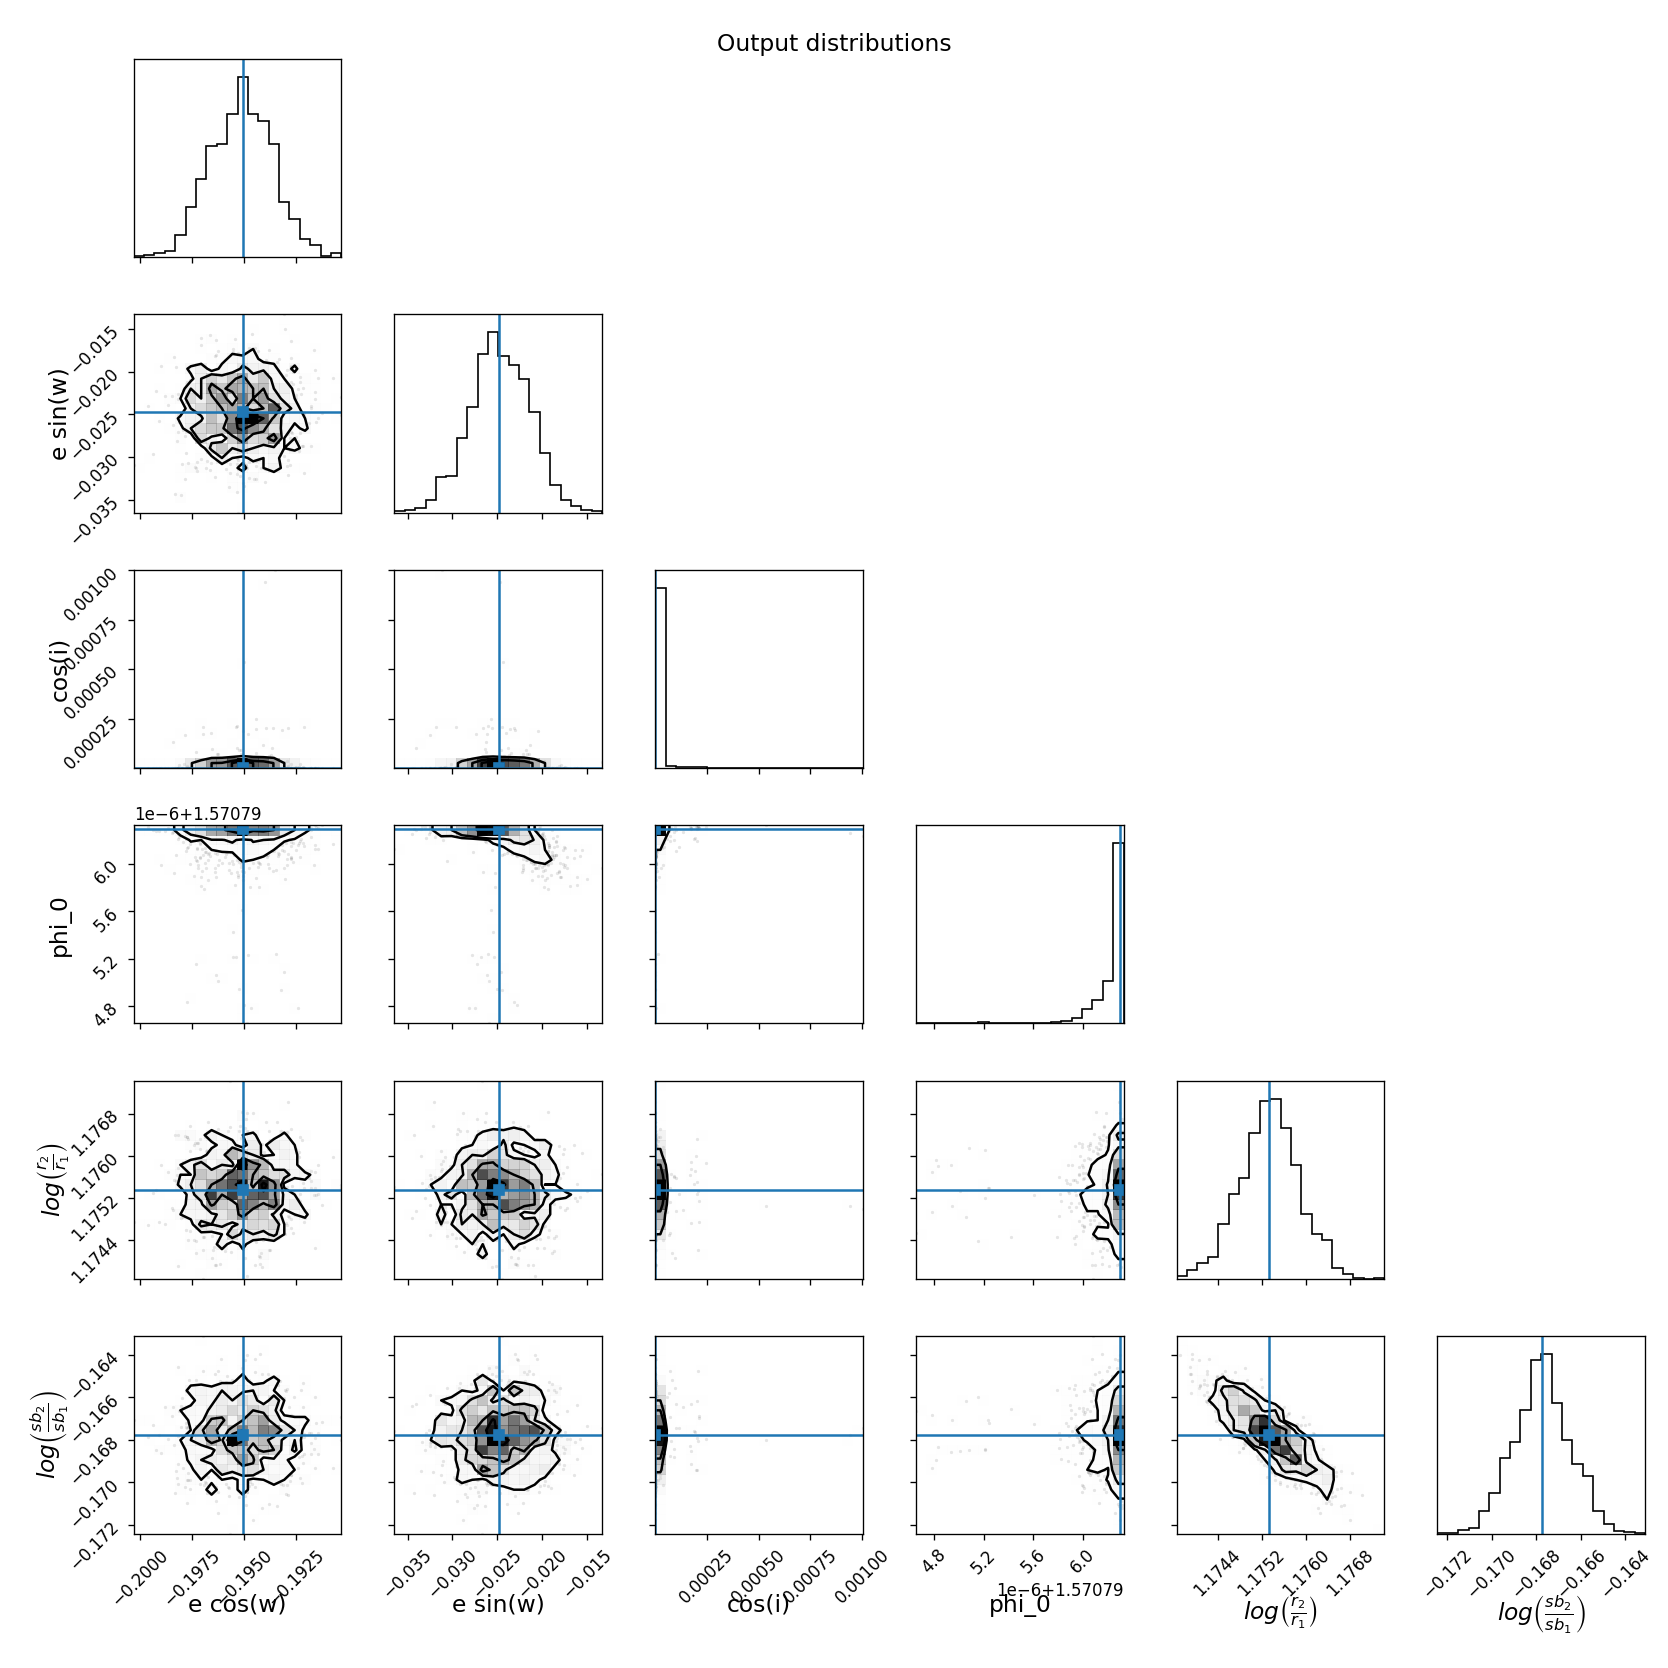 Output distributions
e sin(w)
−0.015
−0.020
−0.025
−0.030
−0.035
cos(i)
0.00100
0.00075
0.00050
0.00025
1e−6+1.57079
phi_0
6.0
5.6
5.2
4.8
log(r₂/r₁)
1.1768
1.1760
1.1752
1.1744
log(sb₂/sb₁)
−0.164
−0.166
−0.168
−0.170
−0.172
−0.2000 −0.1975 −0.1950 −0.1925
e cos(w)
−0.035 −0.030 −0.025 −0.020 −0.015
e sin(w)
0.00025 0.00050 0.00075 0.00100
cos(i)
4.8 5.2 5.6 6.0
1e−6+1.57079
phi_0
1.1744 1.1752 1.1760 1.1768
log(r₂/r₁)
−0.172 −0.170 −0.168 −0.166 −0.164
log(sb₂/sb₁)